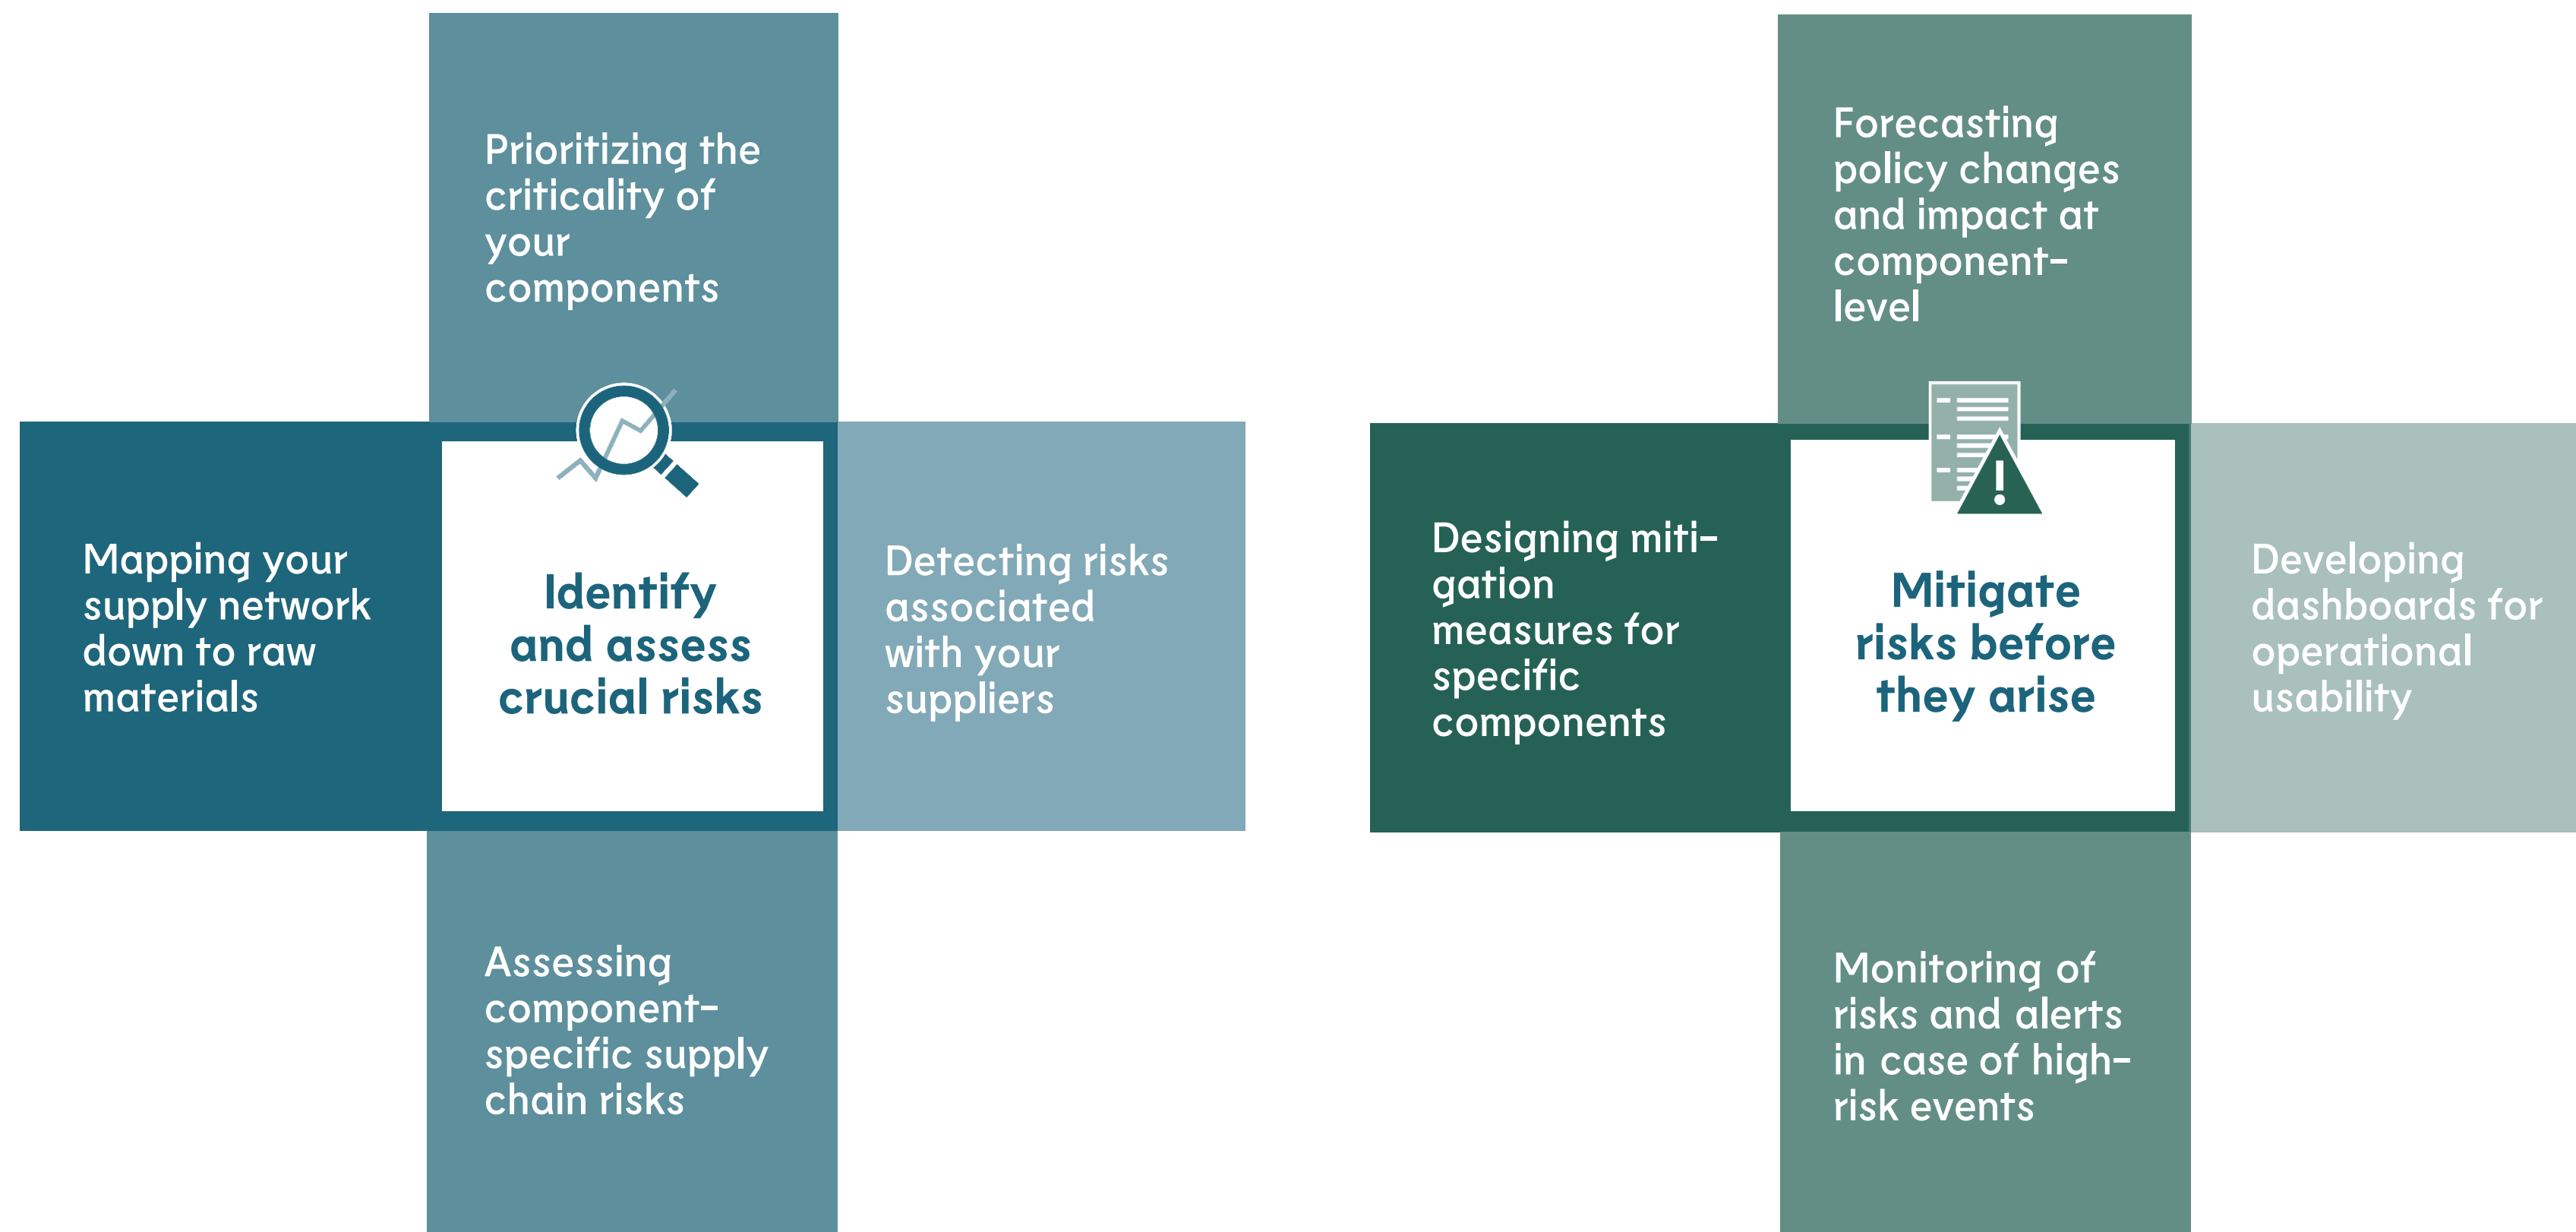 Prioritizing the
criticality of
your
components
Mapping your
supply network
down to raw
materials
Identify
and assess
crucial risks
Detecting risks
associated
with your
suppliers
Assessing
component-
specific supply
chain risks
Forecasting
policy changes
and impact at
component-
level
Designing miti-
gation
measures for
specific
components
Mitigate
risks before
they arise
Developing
dashboards for
operational
usability
Monitoring of
risks and alerts
in case of high-
risk events